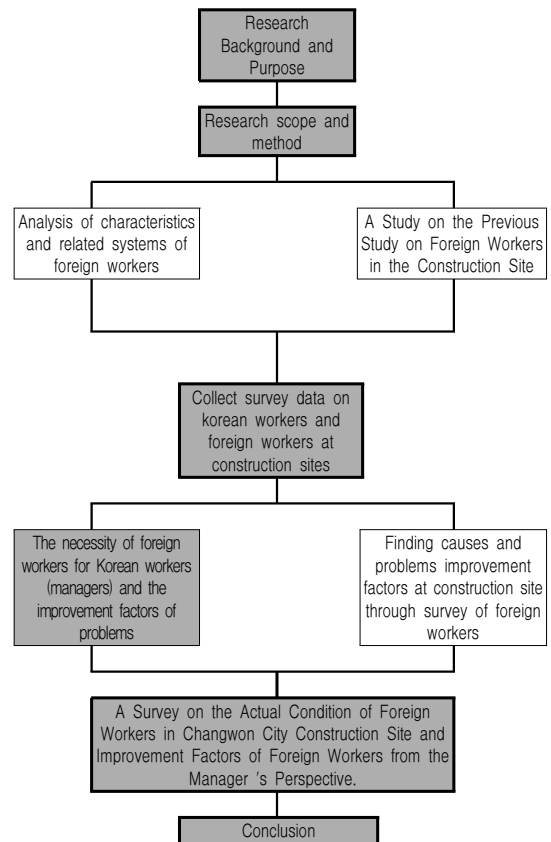 Research
Background and
Purpose
Research scope and
method
Analysis of characteristics
and related systems of
foreign workers
A Study on the Previous
Study on Foreign Workers
in the Construction Site
Collect survey data on
korean workers and
foreign workers at
construction sites
The necessity of foreign
workers for Korean workers
(managers) and the
improvement factors of
problems
Finding causes and
problems improvement
factors at construction site
through survey of foreign
workers
A Survey on the Actual Condition of Foreign
Workers in Changwon City Construction Site and
Improvement Factors of Foreign Workers from the
Manager 's Perspective.
Conclusion